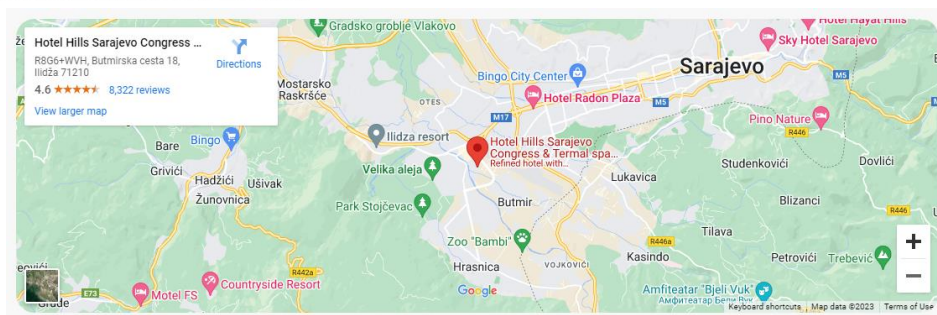 Hotel Hills Sarajevo Congress ...
R8G6+WVH, Butmirska cesta 18,
Ilidža 71210
4.6
8,322 reviews
View larger map
Directions
Gradsko groblje Vlakovo
Hotel Hayat Hills
Sky Hotel Sarajevo
Sarajevo
M5
Bingo City Center
Mostarsko
Raskršće
OTES
Hotel Radon Plaza
M5
M17
Pino Nature
R446
Ilidza resort
Bare
Bingo
Hotel Hills Sarajevo
Congress & Termal spa...
Refined hotel with...
Grivići
Hadžići
Ušivak
Velika aleja
Studenkovići
Dovlići
Lukavica
Žunovnica
Park Stojčevac
Butmir
Blizanci
R446
Tilava
Zoo "Bambi"
R446a
Kasindo
Petrovići
Trebević
Hrasnica
VOJKOVIĆI
R442a
Countryside Resort
E73
Motel FS
Google
Amfiteatar "Bjeli Vuk"
Keyboard shortcuts
Map data ©2023
Terms of Use